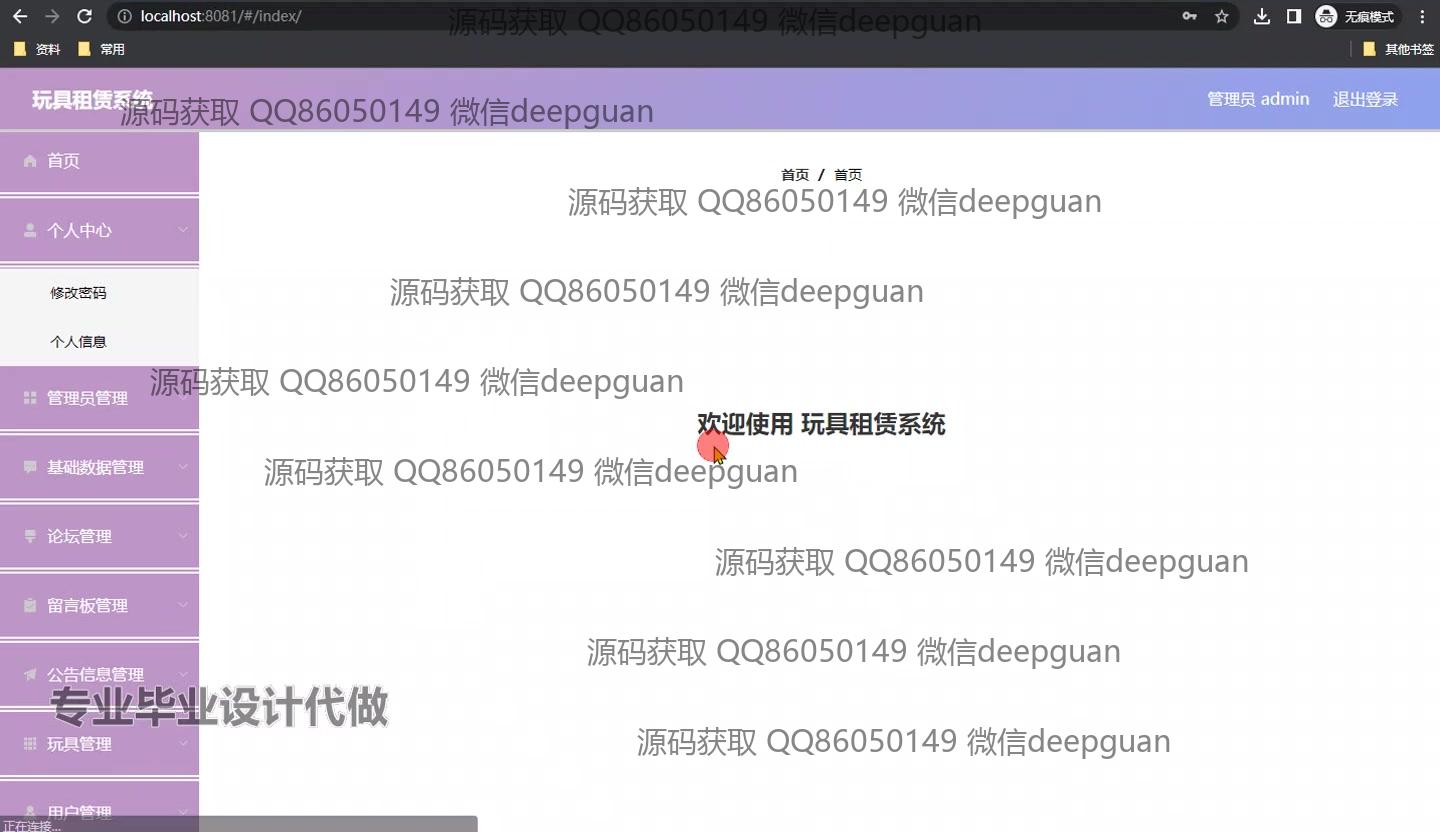 localhost:8081/#/index/
源码获取 QQ86050149 微信deepguan
无痕模式
资料
常用
其他书签
玩具租赁系统
源码获取 QQ86050149 微信deepguan
管理员 admin
退出登录
首页
首页 / 首页
源码获取 QQ86050149 微信deepguan
个人中心
修改密码
源码获取 QQ86050149 微信deepguan
个人信息
源码获取 QQ86050149 微信deepguan
管理员管理
欢迎使用 玩具租赁系统
基础数据管理
源码获取 QQ86050149 微信deepguan
论坛管理
源码获取 QQ86050149 微信deepguan
留言板管理
源码获取 QQ86050149 微信deepguan
公告信息管理
专业毕业设计代做
玩具管理
源码获取 QQ86050149 微信deepguan
用户管理
正在连接...